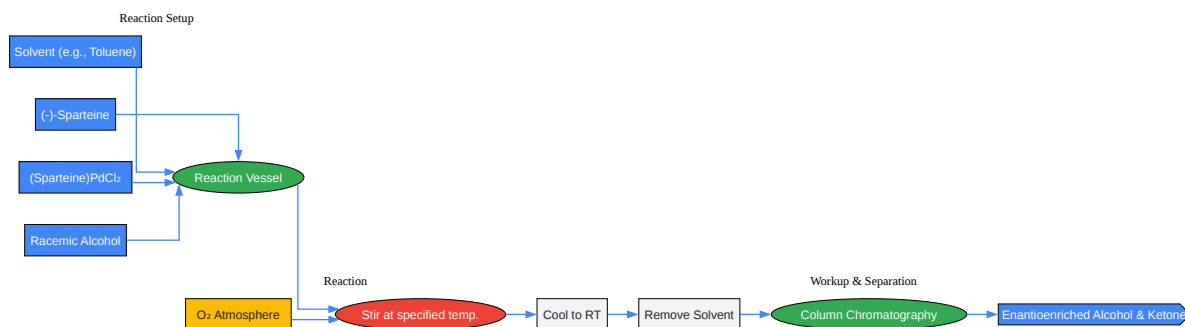 Reaction Setup
Solvent (e.g., Toluene)
(-)-Sparteine
(Sparteine)PdCl₂
Reaction Vessel
Racemic Alcohol
Reaction
Workup & Separation
O₂ Atmosphere
Stir at specified temp.
Cool to RT
Remove Solvent
Column Chromatography
Enantioenriched Alcohol & Ketone